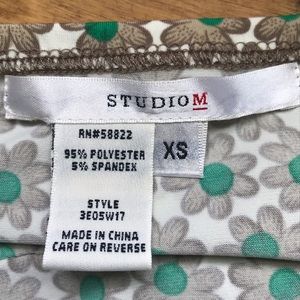 STUDIO M
XS
RN#58822
95% POLYESTER
5% SPANDEX
STYLE
3E05W17
MADE IN CHINA
CARE ON REVERSE